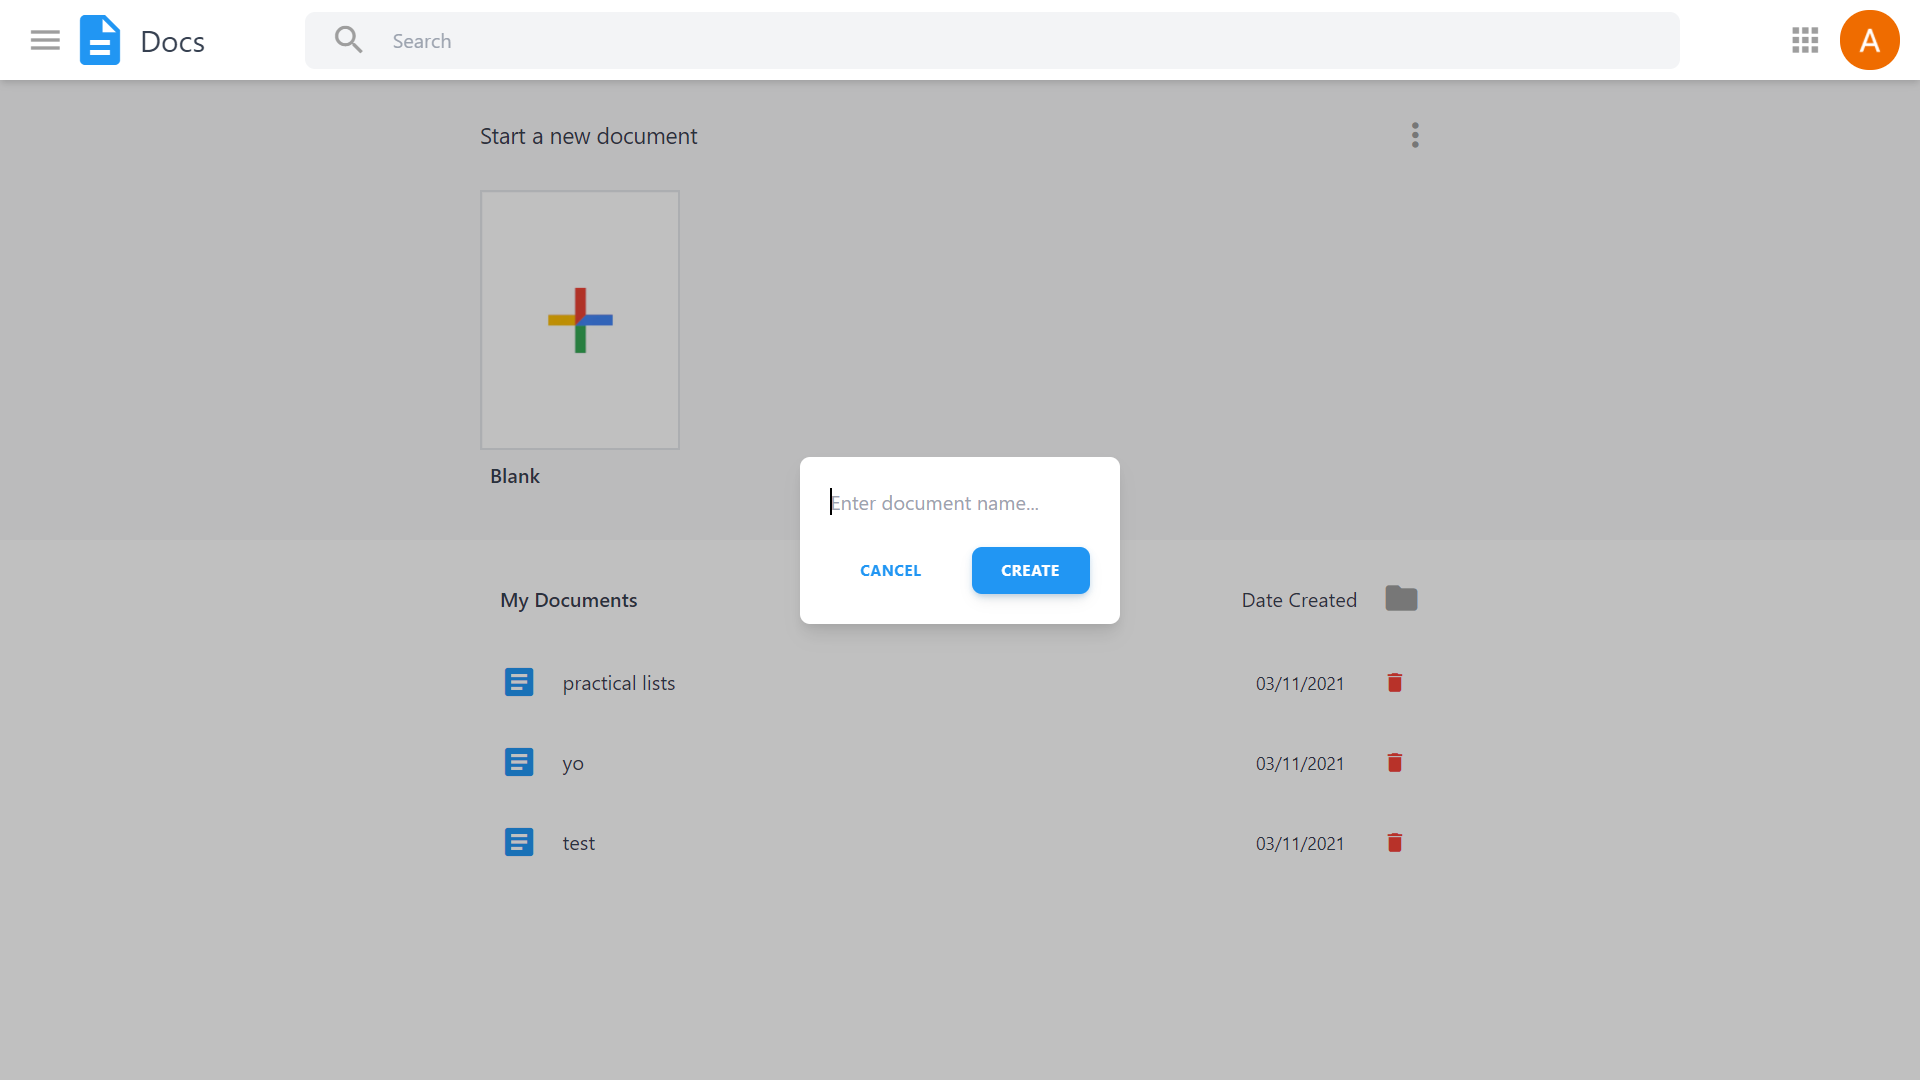 Docs
Search
A
Start a new document
Blank
Enter document name...
CANCEL
CREATE
My Documents
Date Created
practical lists
03/11/2021
yo
03/11/2021
test
03/11/2021